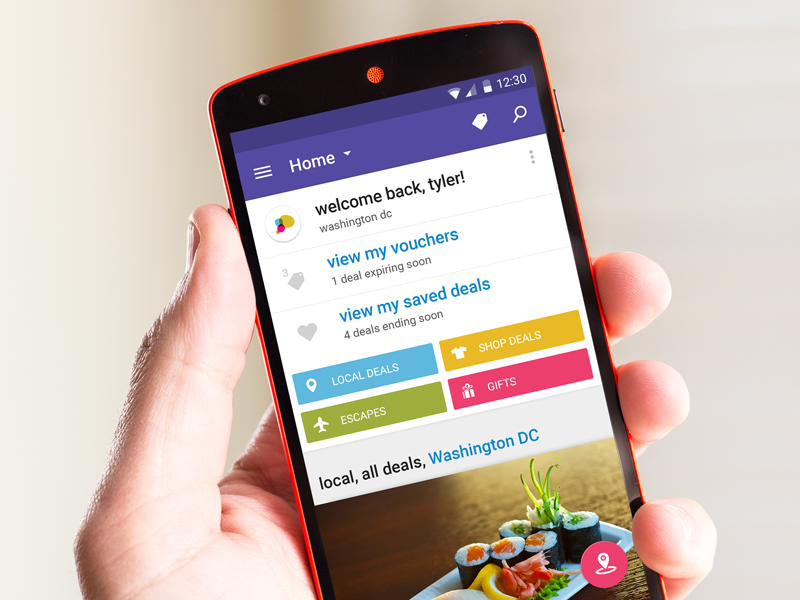 12:30
Home
welcome back, tyler!
washington dc
3
view my vouchers
1 deal expiring soon
view my saved deals
4 deals ending soon
LOCAL DEALS
SHOP DEALS
ESCAPES
GIFTS
local, all deals, Washington DC